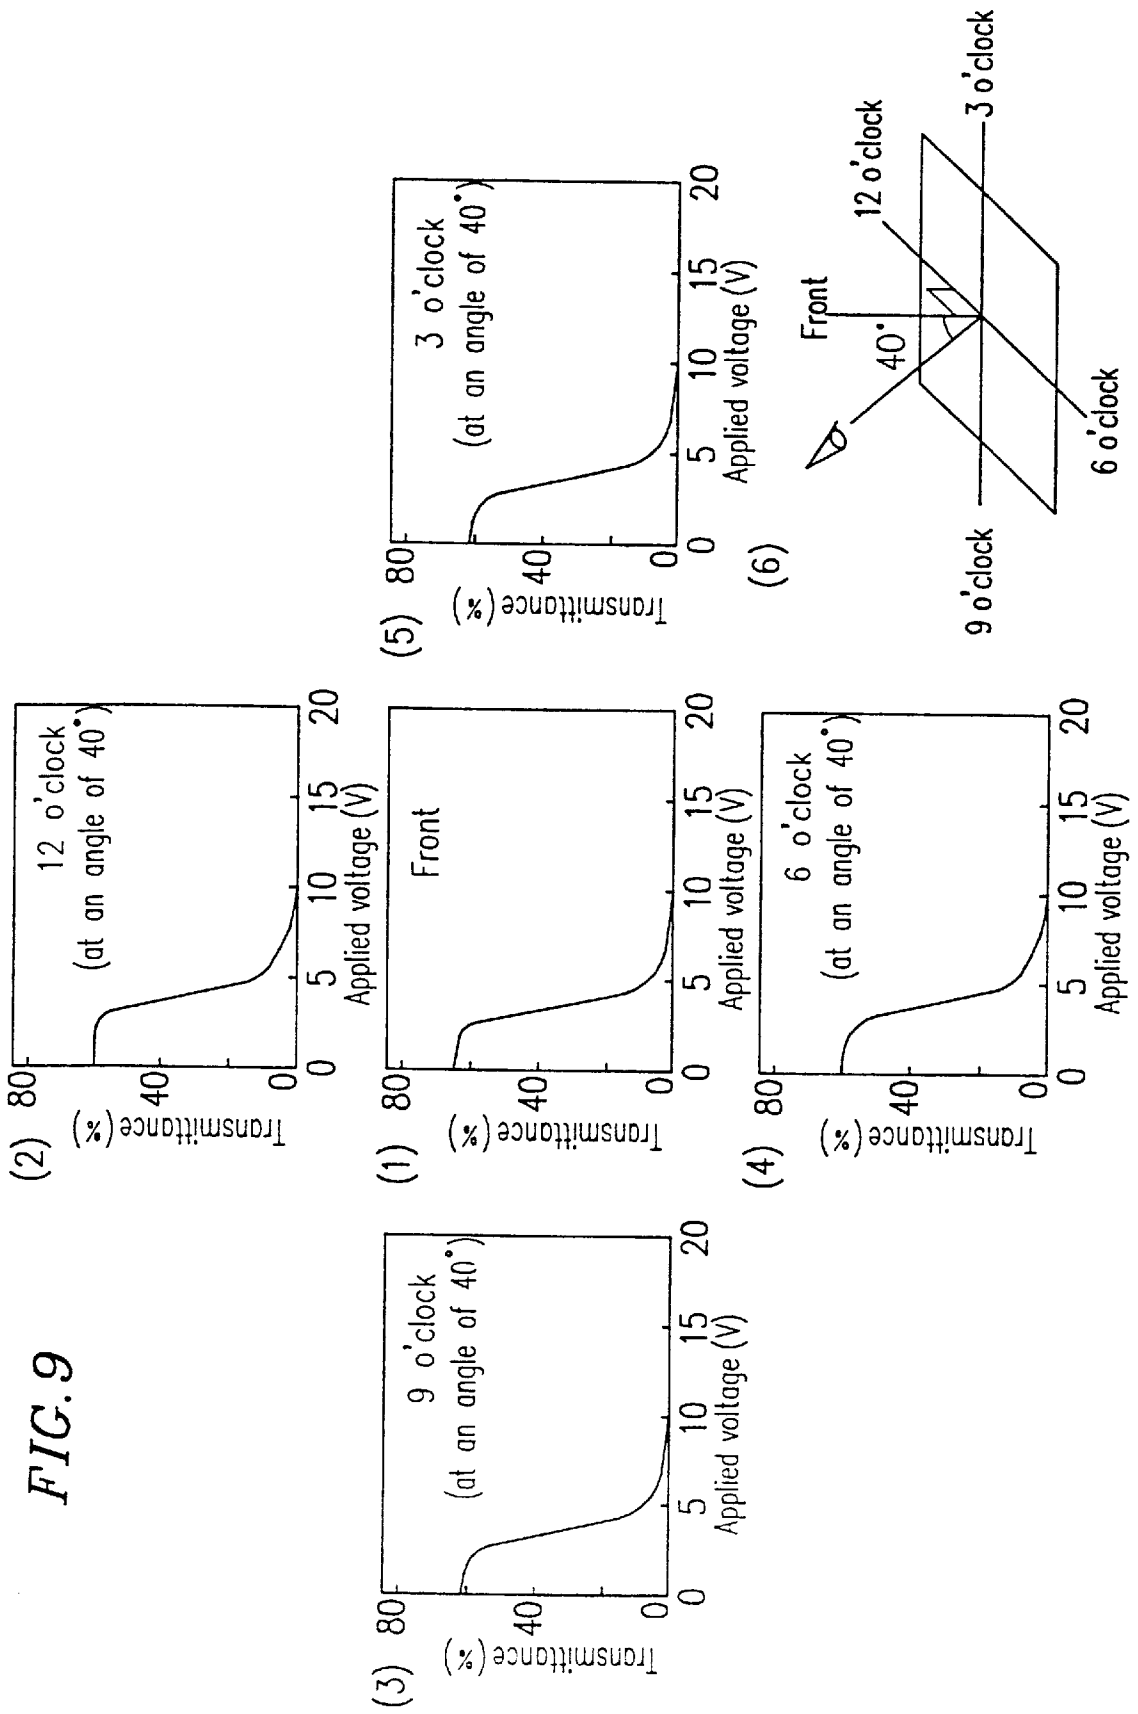 FIG. 9
(2)
12 o'clock
(at an angle of 40°)
Transmittance (%)
80
40
0
0 5 10 15 20
Applied voltage (V)
(3)
9 o'clock
(at an angle of 40°)
Transmittance (%)
80
40
0
0 5 10 15 20
Applied voltage (V)
(1)
Front
Transmittance (%)
80
40
0
0 5 10 15 20
Applied voltage (V)
(5)
3 o'clock
(at an angle of 40°)
Transmittance (%)
80
40
0
0 5 10 15 20
Applied voltage (V)
(4)
6 o'clock
(at an angle of 40°)
Transmittance (%)
80
40
0
0 5 10 15 20
Applied voltage (V)
(6)
Front
12 o'clock
40°
9 o'clock
3 o'clock
6 o'clock